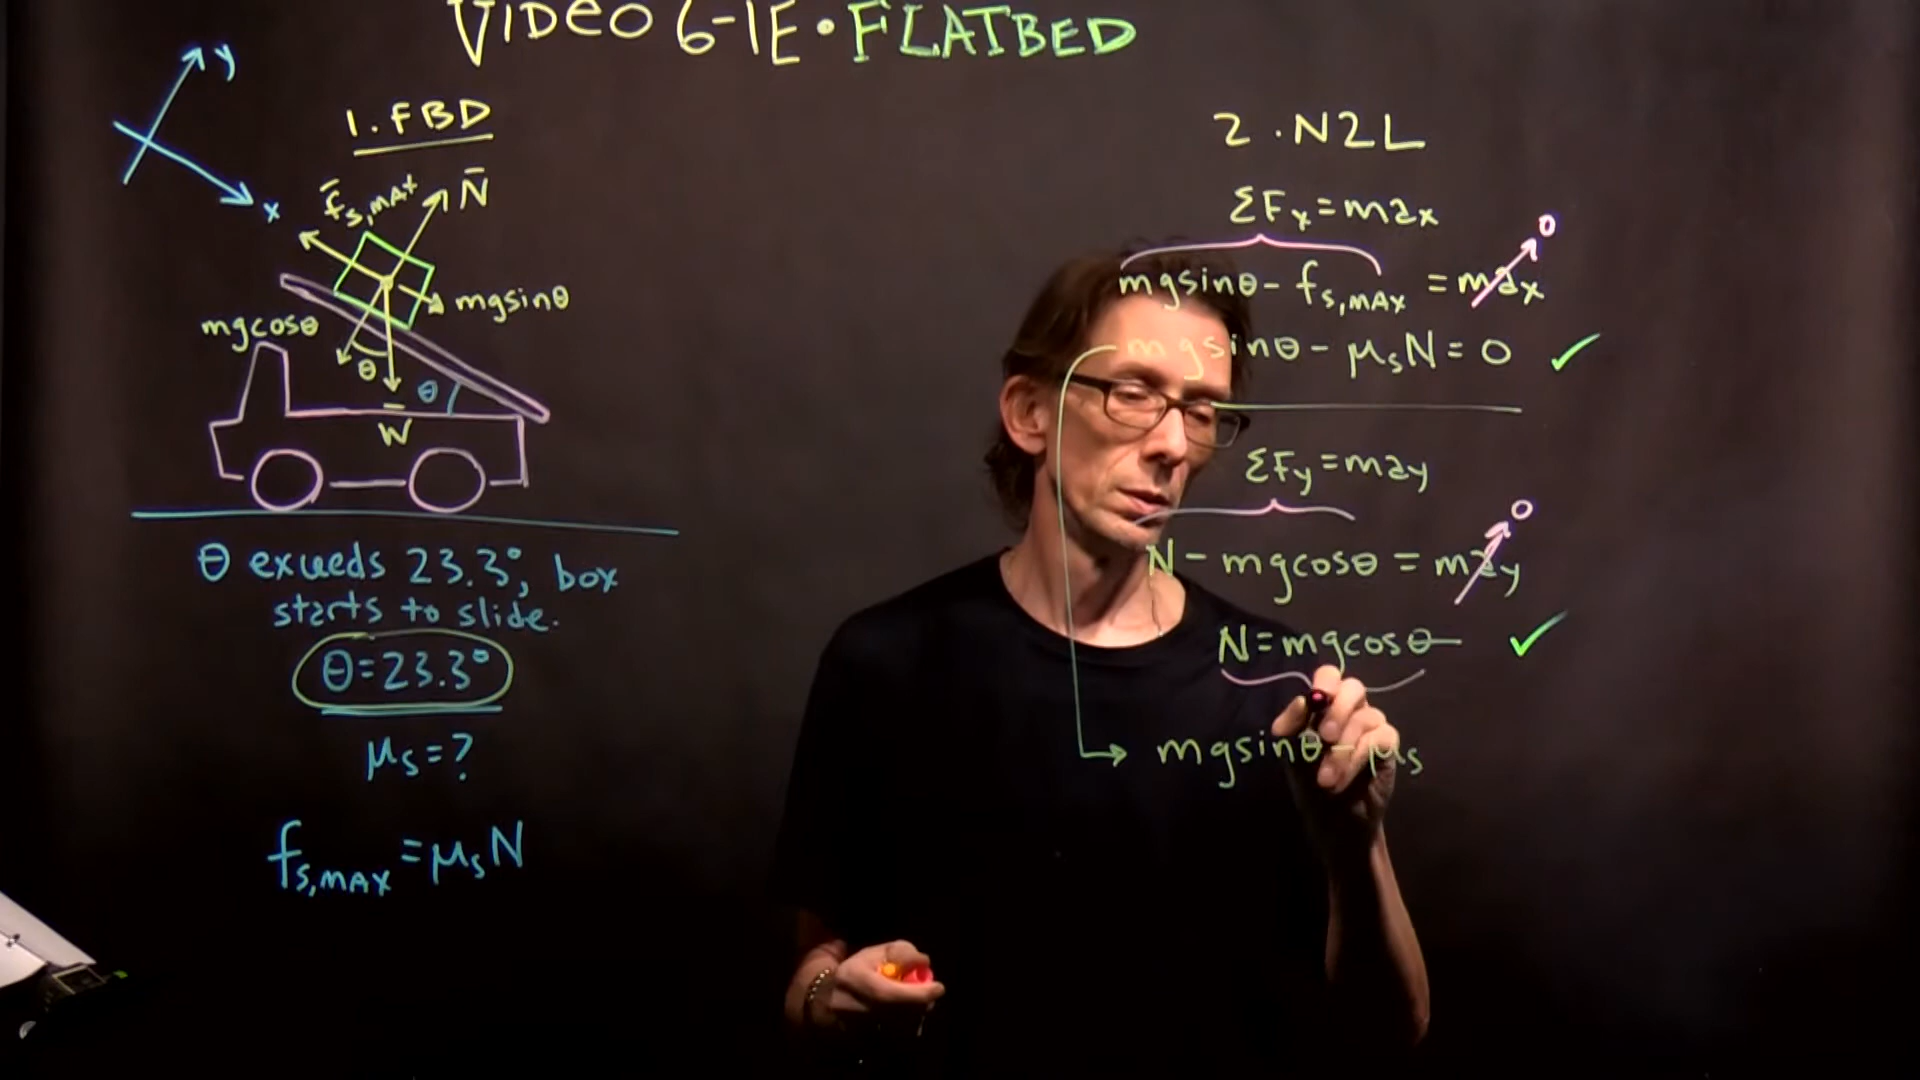 VIDEO 6-1E • FLATBED
y
x
1. FBD
f̄s,MAX
N̄
mgsinθ
mgcosθ
θ
θ
W̄
θ exceeds 23.3°, box
starts to slide.
θ=23.3°
μs=?
fs,MAX = μsN
2. N2L
ΣFx=max
0
mgsinθ - fs,MAX = max
mgsinθ - μsN = 0 ✓
ΣFy=may
0
N - mgcosθ = may
N=mgcosθ ✓
mgsinθ - μs